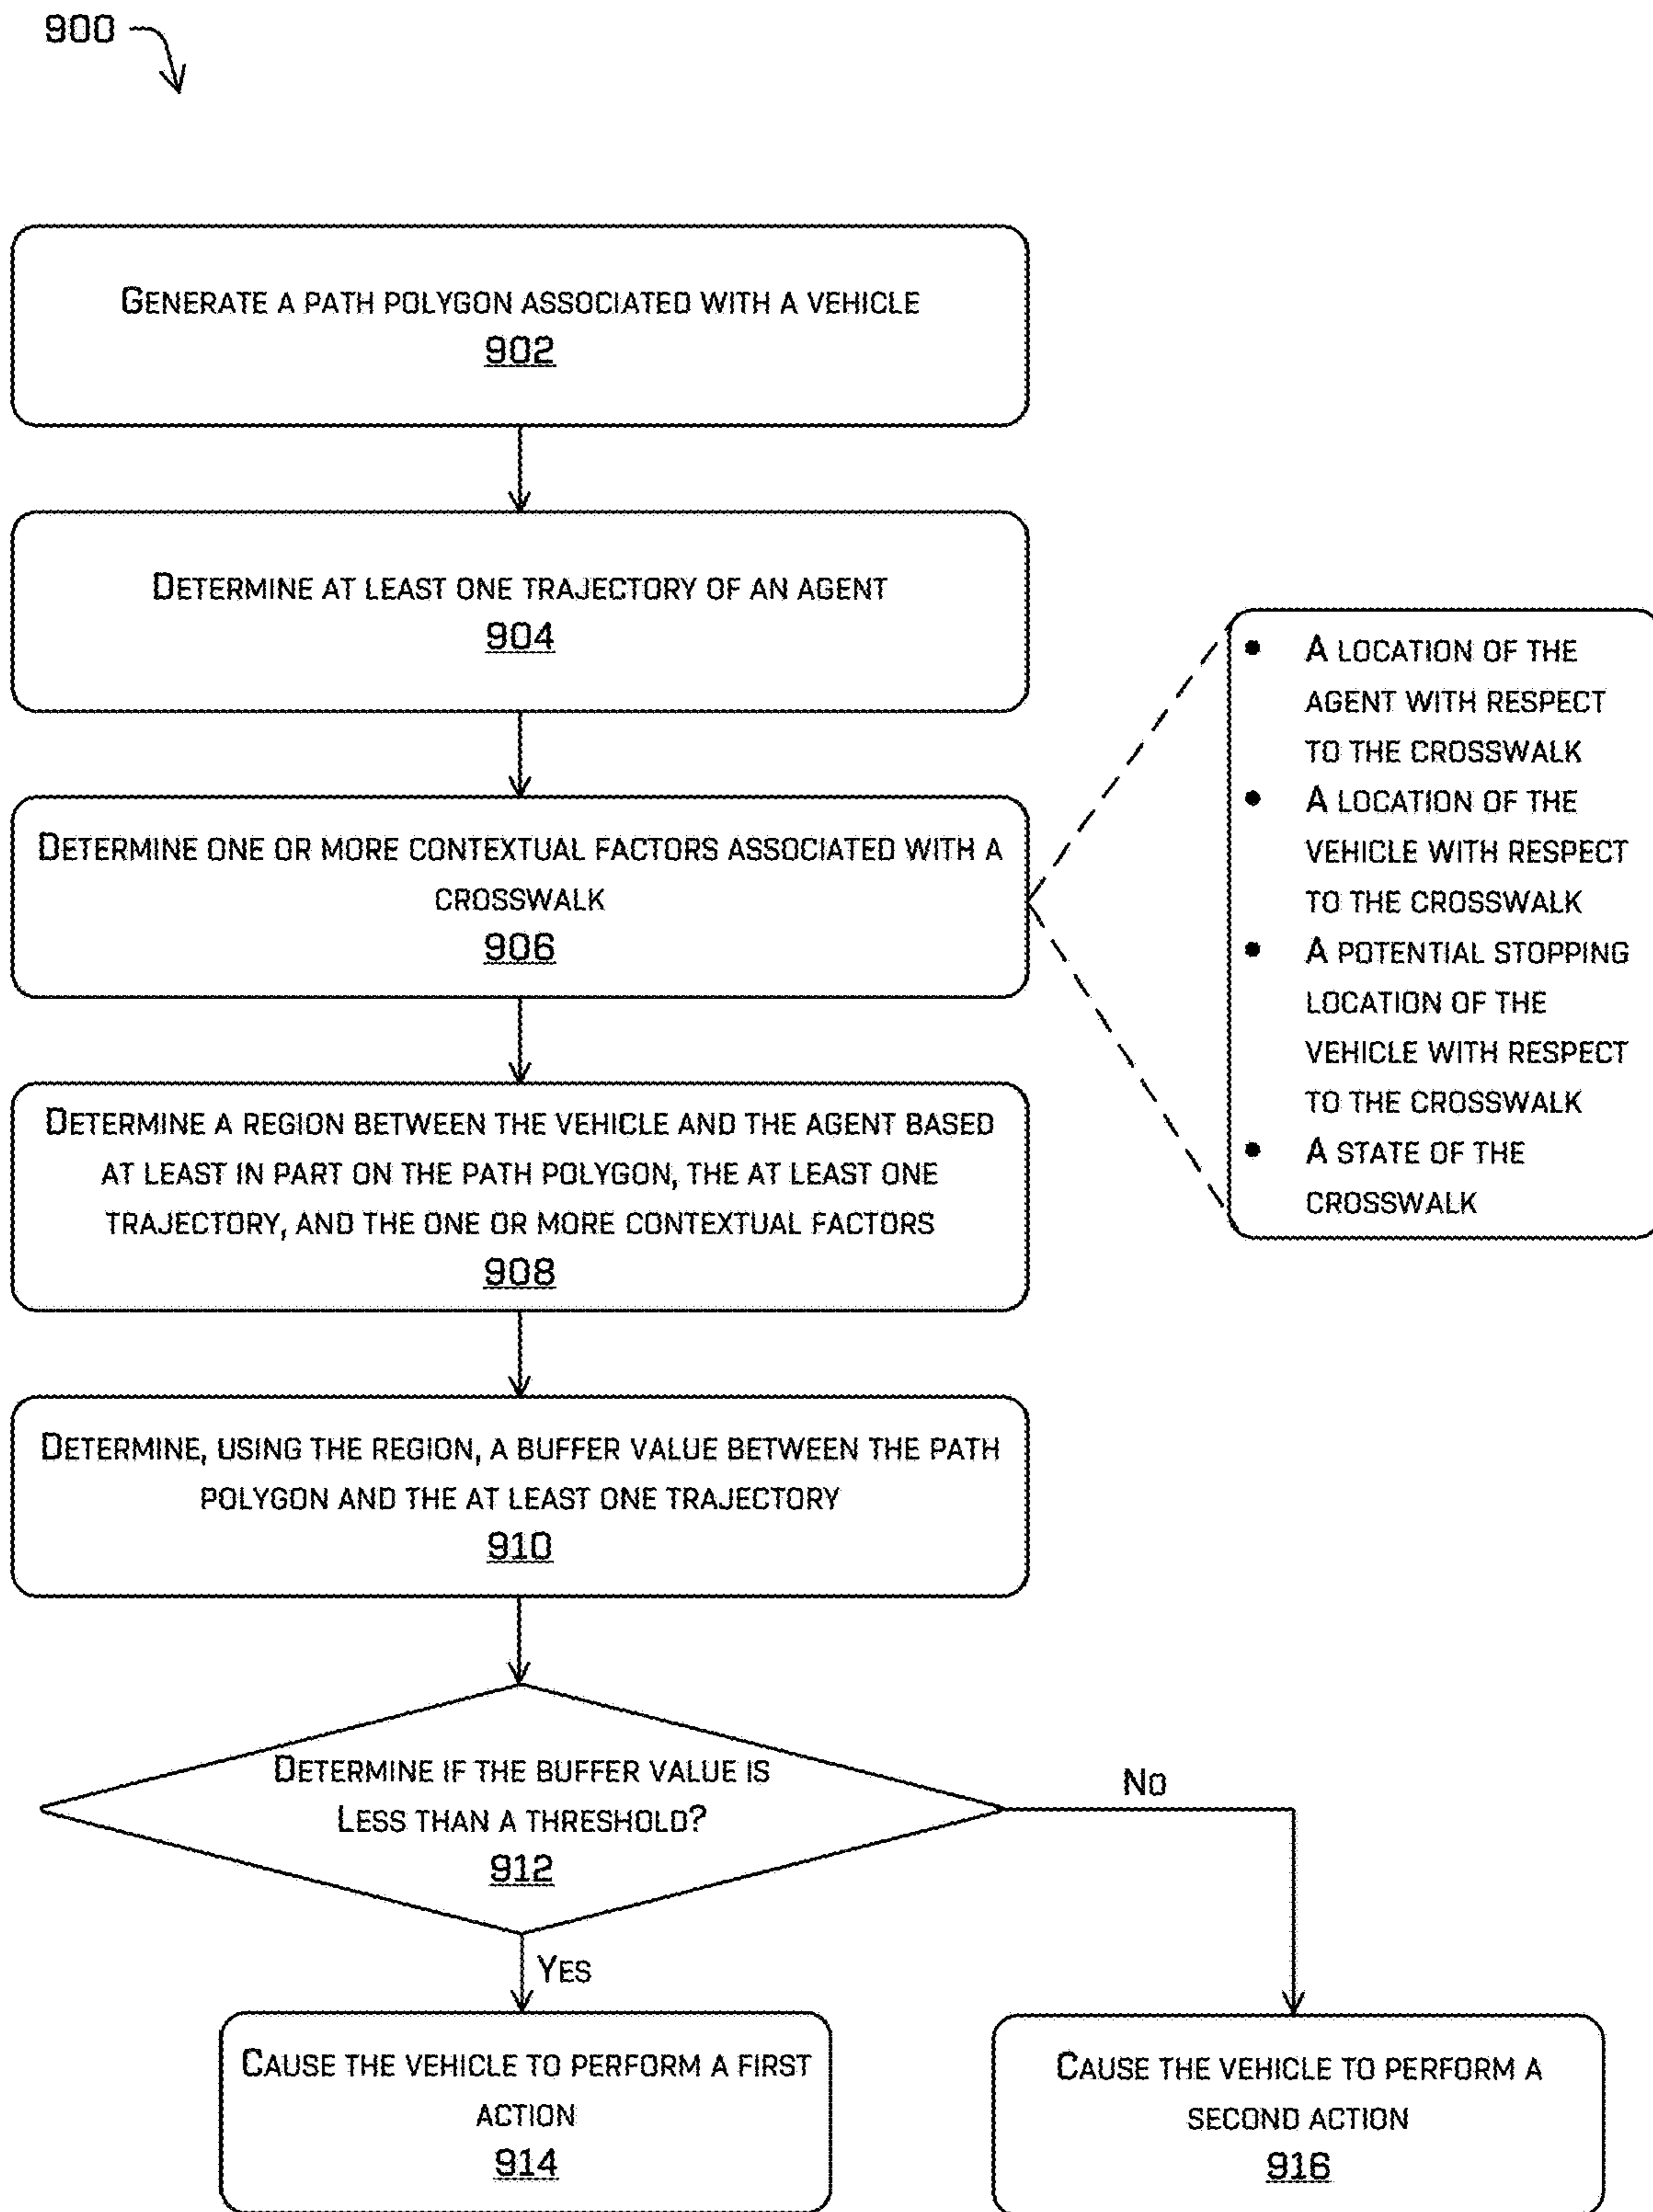 900
GENERATE A PATH POLYGON ASSOCIATED WITH A VEHICLE
902
DETERMINE AT LEAST ONE TRAJECTORY OF AN AGENT
904
DETERMINE ONE OR MORE CONTEXTUAL FACTORS ASSOCIATED WITH A
CROSSWALK
906
• A LOCATION OF THE
AGENT WITH RESPECT
TO THE CROSSWALK
• A LOCATION OF THE
VEHICLE WITH RESPECT
TO THE CROSSWALK
• A POTENTIAL STOPPING
LOCATION OF THE
VEHICLE WITH RESPECT
TO THE CROSSWALK
• A STATE OF THE
CROSSWALK
DETERMINE A REGION BETWEEN THE VEHICLE AND THE AGENT BASED
AT LEAST IN PART ON THE PATH POLYGON, THE AT LEAST ONE
TRAJECTORY, AND THE ONE OR MORE CONTEXTUAL FACTORS
908
DETERMINE, USING THE REGION, A BUFFER VALUE BETWEEN THE PATH
POLYGON AND THE AT LEAST ONE TRAJECTORY
910
DETERMINE IF THE BUFFER VALUE IS
LESS THAN A THRESHOLD?
912
NO
YES
CAUSE THE VEHICLE TO PERFORM A FIRST
ACTION
914
CAUSE THE VEHICLE TO PERFORM A
SECOND ACTION
916